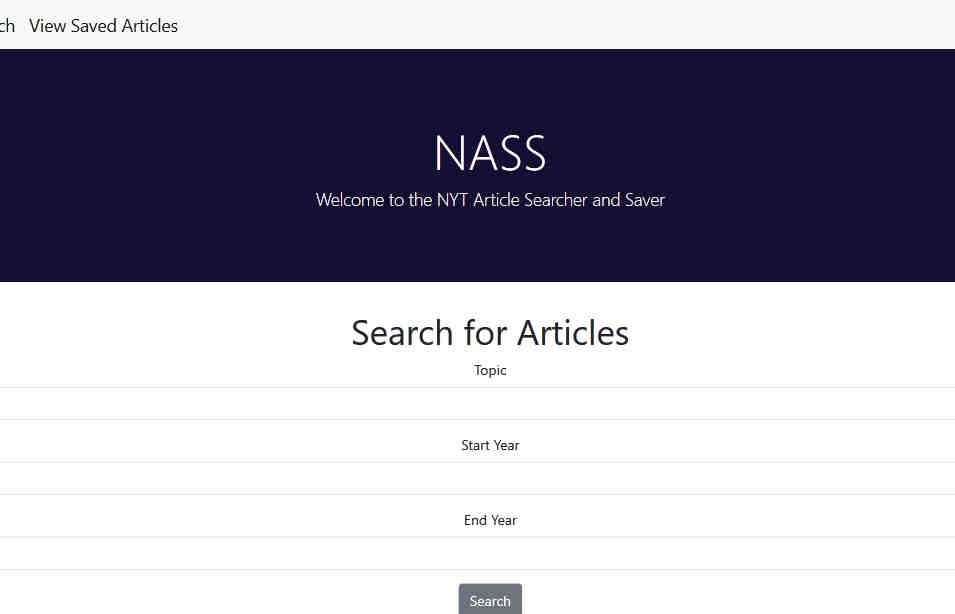 View Saved Articles
NASS
Welcome to the NYT Article Searcher and Saver
Search for Articles
Topic
Start Year
End Year
Search